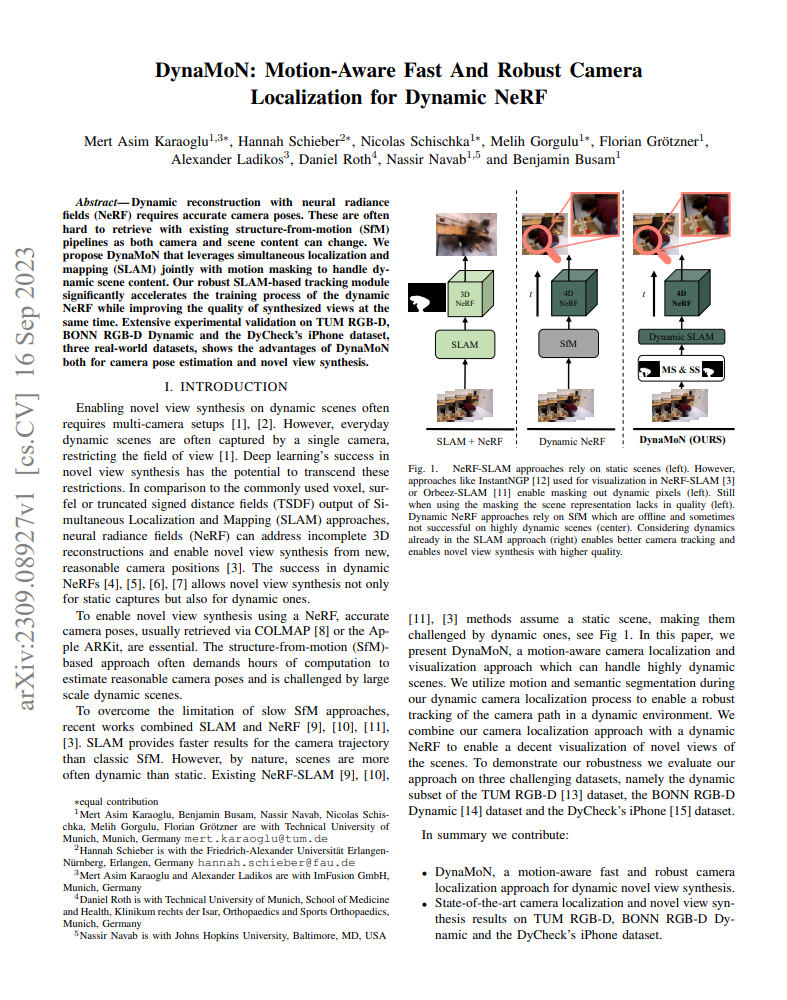 DynaMoN: Motion-Aware Fast And Robust Camera
Localization for Dynamic NeRF
Mert Asim Karaoglu1,3∗, Hannah Schieber2∗, Nicolas Schischka1∗, Melih Gorgulu1∗, Florian Grötzner1,
Alexander Ladikos3, Daniel Roth4, Nassir Navab1,5 and Benjamin Busam1
arXiv:2309.08927v1 [cs.CV] 16 Sep 2023
Abstract— Dynamic reconstruction with neural radiance
fields (NeRF) requires accurate camera poses. These are often
hard to retrieve with existing structure-from-motion (SfM)
pipelines as both camera and scene content can change. We
propose DynaMoN that leverages simultaneous localization and
mapping (SLAM) jointly with motion masking to handle dy-
namic scene content. Our robust SLAM-based tracking module
significantly accelerates the training process of the dynamic
NeRF while improving the quality of synthesized views at the
same time. Extensive experimental validation on TUM RGB-D,
BONN RGB-D Dynamic and the DyCheck's iPhone dataset,
three real-world datasets, shows the advantages of DynaMoN
both for camera pose estimation and novel view synthesis.
I. INTRODUCTION
Enabling novel view synthesis on dynamic scenes often
requires multi-camera setups [1], [2]. However, everyday
dynamic scenes are often captured by a single camera,
restricting the field of view [1]. Deep learning's success in
novel view synthesis has the potential to transcend these
restrictions. In comparison to the commonly used voxel, sur-
fel or truncated signed distance fields (TSDF) output of Si-
multaneous Localization and Mapping (SLAM) approaches,
neural radiance fields (NeRF) can address incomplete 3D
reconstructions and enable novel view synthesis from new,
reasonable camera positions [3]. The success in dynamic
NeRFs [4], [5], [6], [7] allows novel view synthesis not only
for static captures but also for dynamic ones.
To enable novel view synthesis using a NeRF, accurate
camera poses, usually retrieved via COLMAP [8] or the Ap-
ple ARKit, are essential. The structure-from-motion (SfM)-
based approach often demands hours of computation to
estimate reasonable camera poses and is challenged by large
scale dynamic scenes.
To overcome the limitation of slow SfM approaches,
recent works combined SLAM and NeRF [9], [10], [11],
[3]. SLAM provides faster results for the camera trajectory
than classic SfM. However, by nature, scenes are more
often dynamic than static. Existing NeRF-SLAM [9], [10],
∗equal contribution
1Mert Asim Karaoglu, Benjamin Busam, Nassir Navab, Nicolas Schis-
chka, Melih Gorgulu, Florian Grötzner are with Technical University of
Munich, Munich, Germany mert.karaoglu@tum.de
2Hannah Schieber is with the Friedrich-Alexander Universität Erlangen-
Nürnberg, Erlangen, Germany hannah.schieber@fau.de
3Mert Asim Karaoglu and Alexander Ladikos are with ImFusion GmbH,
Munich, Germany
4Daniel Roth is with Technical University of Munich, School of Medicine
and Health, Klinikum rechts der Isar, Orthopaedics and Sports Orthopaedics,
Munich, Germany
5Nassir Navab is with Johns Hopkins University, Baltimore, MD, USA
3D
NeRF
SLAM
SLAM + NeRF
t
4D
NeRF
SfM
Dynamic NeRF
t
4D
NeRF
Dynamic SLAM
MS & SS
DynaMoN (OURS)
Fig. 1. NeRF-SLAM approaches rely on static scenes (left). However,
approaches like InstantNGP [12] used for visualization in NeRF-SLAM [3]
or Orbeez-SLAM [11] enable masking out dynamic pixels (left). Still
when using the masking the scene representation lacks in quality (left).
Dynamic NeRF approaches rely on SfM which are offline and sometimes
not successful on highly dynamic scenes (center). Considering dynamics
already in the SLAM approach (right) enables better camera tracking and
enables novel view synthesis with higher quality.
[11], [3] methods assume a static scene, making them
challenged by dynamic ones, see Fig 1. In this paper, we
present DynaMoN, a motion-aware camera localization and
visualization approach which can handle highly dynamic
scenes. We utilize motion and semantic segmentation during
our dynamic camera localization process to enable a robust
tracking of the camera path in a dynamic environment. We
combine our camera localization approach with a dynamic
NeRF to enable a decent visualization of novel views of
the scenes. To demonstrate our robustness we evaluate our
approach on three challenging datasets, namely the dynamic
subset of the TUM RGB-D [13] dataset, the BONN RGB-D
Dynamic [14] dataset and the DyCheck's iPhone [15] dataset.
In summary we contribute:
• DynaMoN, a motion-aware fast and robust camera
localization approach for dynamic novel view synthesis.
• State-of-the-art camera localization and novel view syn-
thesis results on TUM RGB-D, BONN RGB-D Dy-
namic and the DyCheck's iPhone dataset.